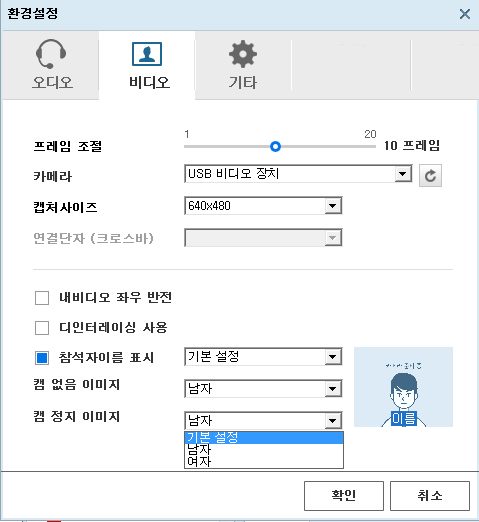 환경설정
오디오
비디오
기타
1 20
프레임 조절 10 프레임
카메라 USB 비디오 장치
캡처사이즈 640x480
연결단자 (크로스바)
내비디오 좌우 반전
디인터레이싱 사용
참석자이름 표시 기본 설정
캠 없음 이미지 남자
캠 정지 이미지 남자
이름
기본 설정
남자
여자
확인 취소